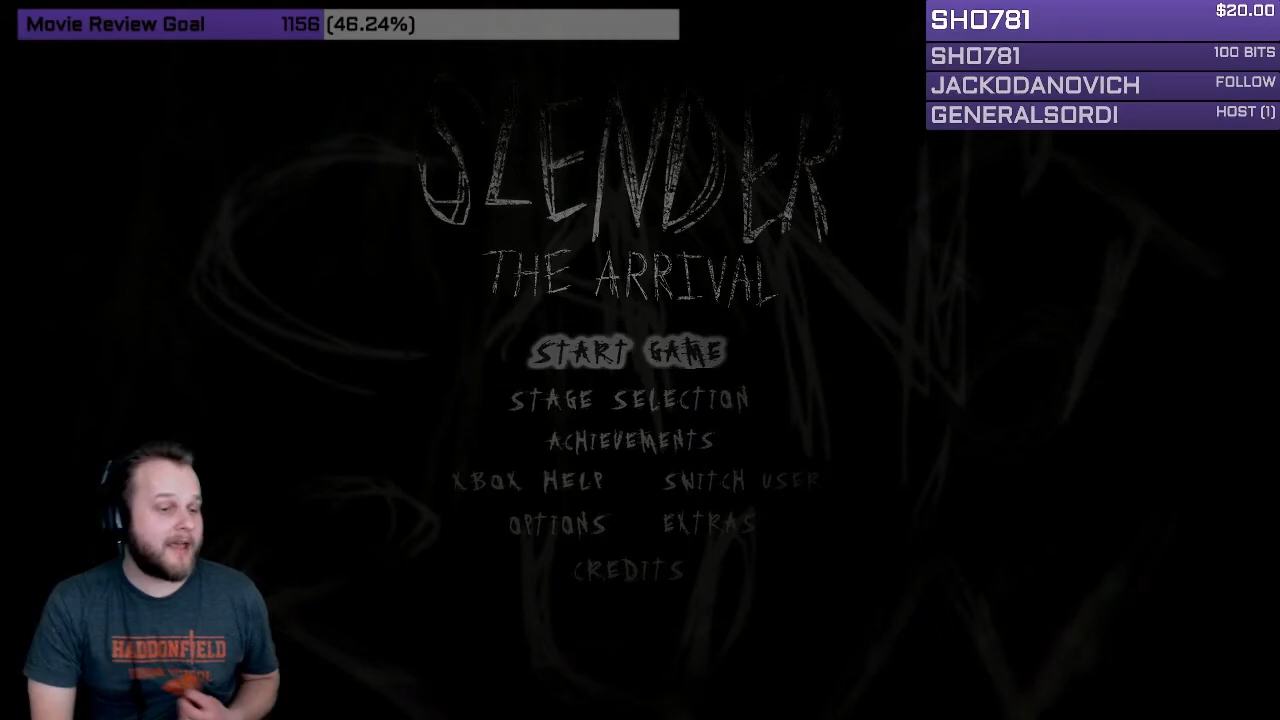 Movie Review Goal 1156 (46.24%)
SHO781 $20.00
SHO781 100 BITS
JACKODANOVICH FOLLOW
GENERALSORDI HOST (1)
SLENDER
THE ARRIVAL
START GAME
STAGE SELECTION
ACHIEVEMENTS
XBOX HELP SWITCH USER
OPTIONS EXTRAS
CREDITS
HADDONFIELD